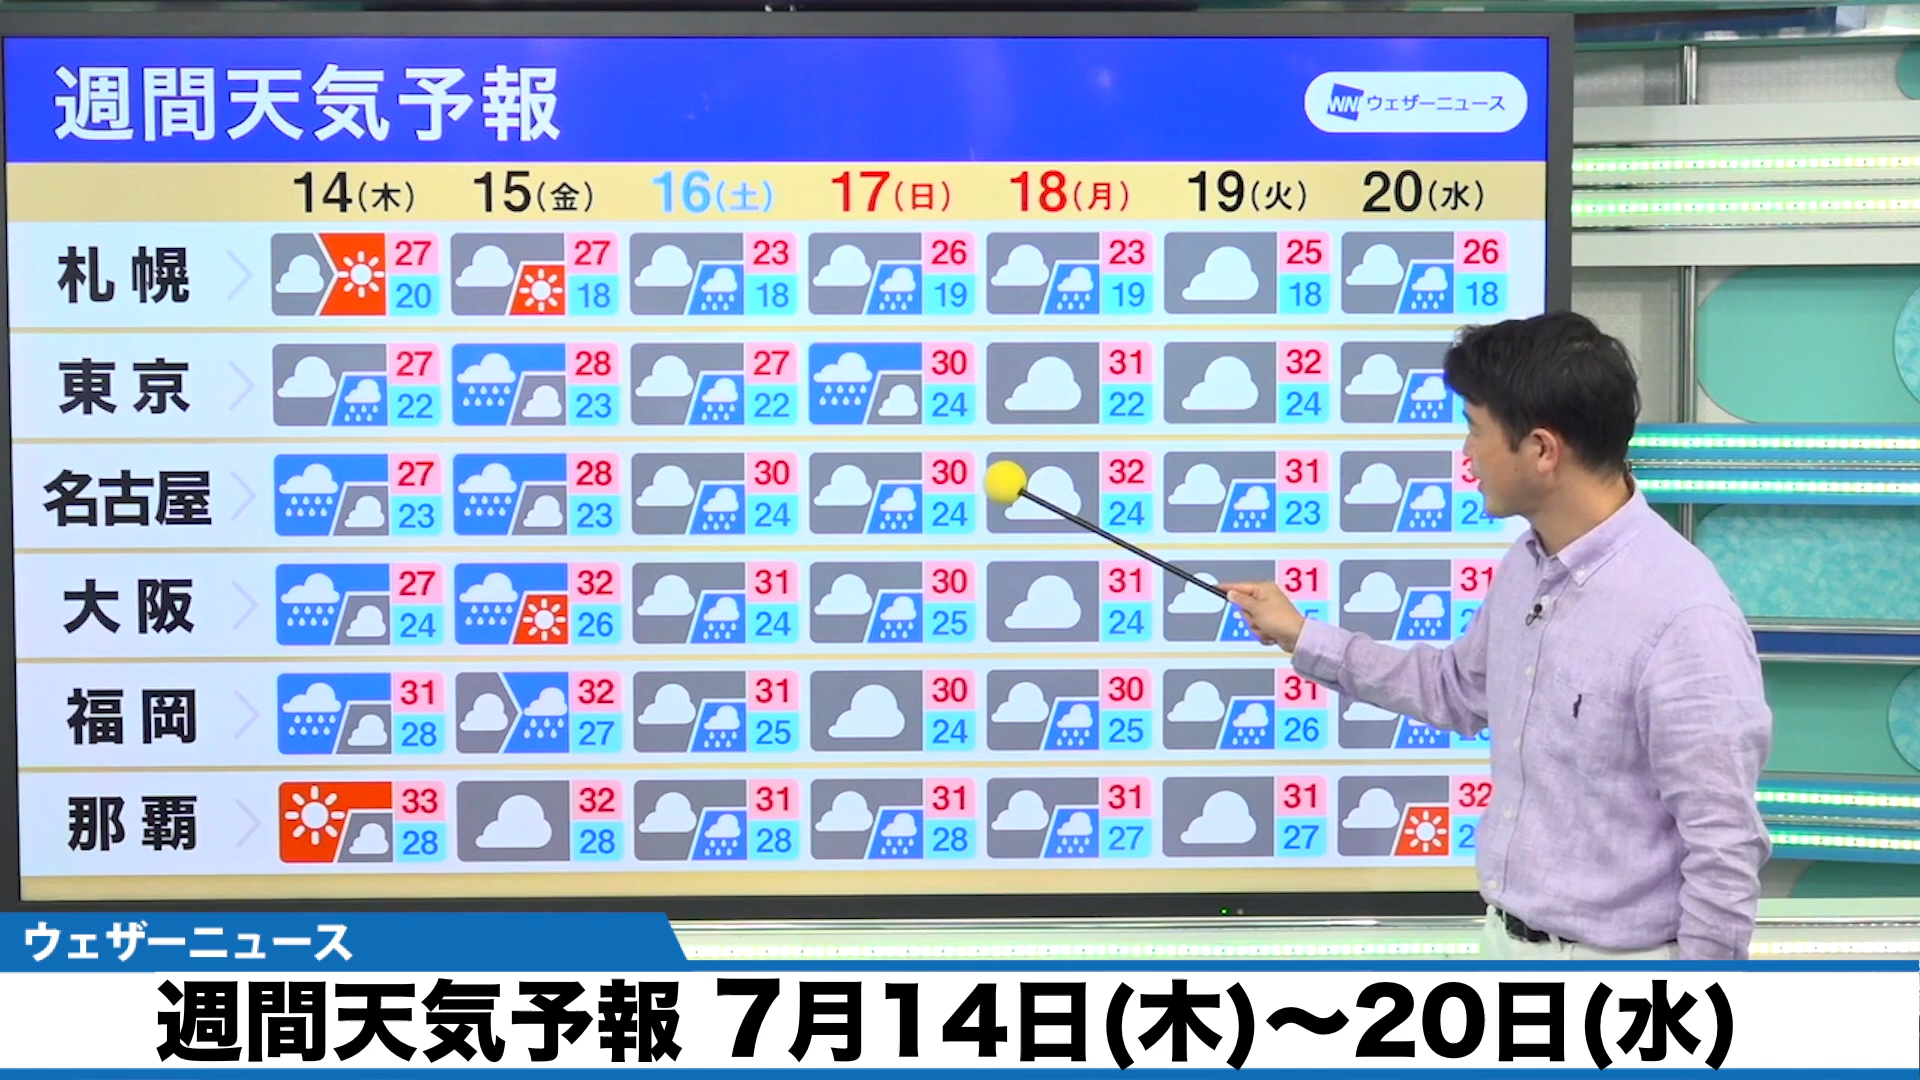 週間天気予報
WNI ウェザーニュース
14(木) 15(金) 16(土) 17(日) 18(月) 19(火) 20(水)
札幌 27 20 27 18 23 18 26 19 23 19 25 18 26 18
東京 27 22 28 23 27 22 30 24 31 22 32 24
名古屋 27 23 28 23 30 24 30 24 32 24 31 23 24
大阪 27 24 32 26 31 24 30 25 31 24 31 31
福岡 31 28 32 27 31 25 30 24 30 25 31 26
那覇 33 28 32 28 31 28 31 28 31 27 31 27 32
ウェザーニュース
週間天気予報 7月14日(木)～20日(水)